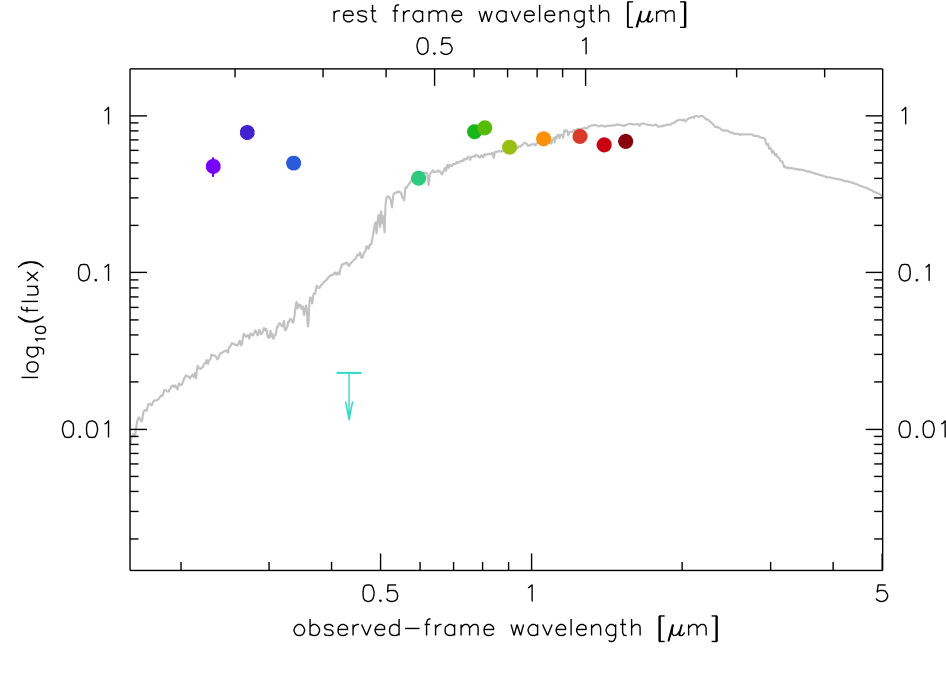 rest frame wavelength [μm]
0.5 1
1 1
0.1 0.1
0.01 0.01
log₁₀(flux)
0.5 1 5
observed−frame wavelength [μm]